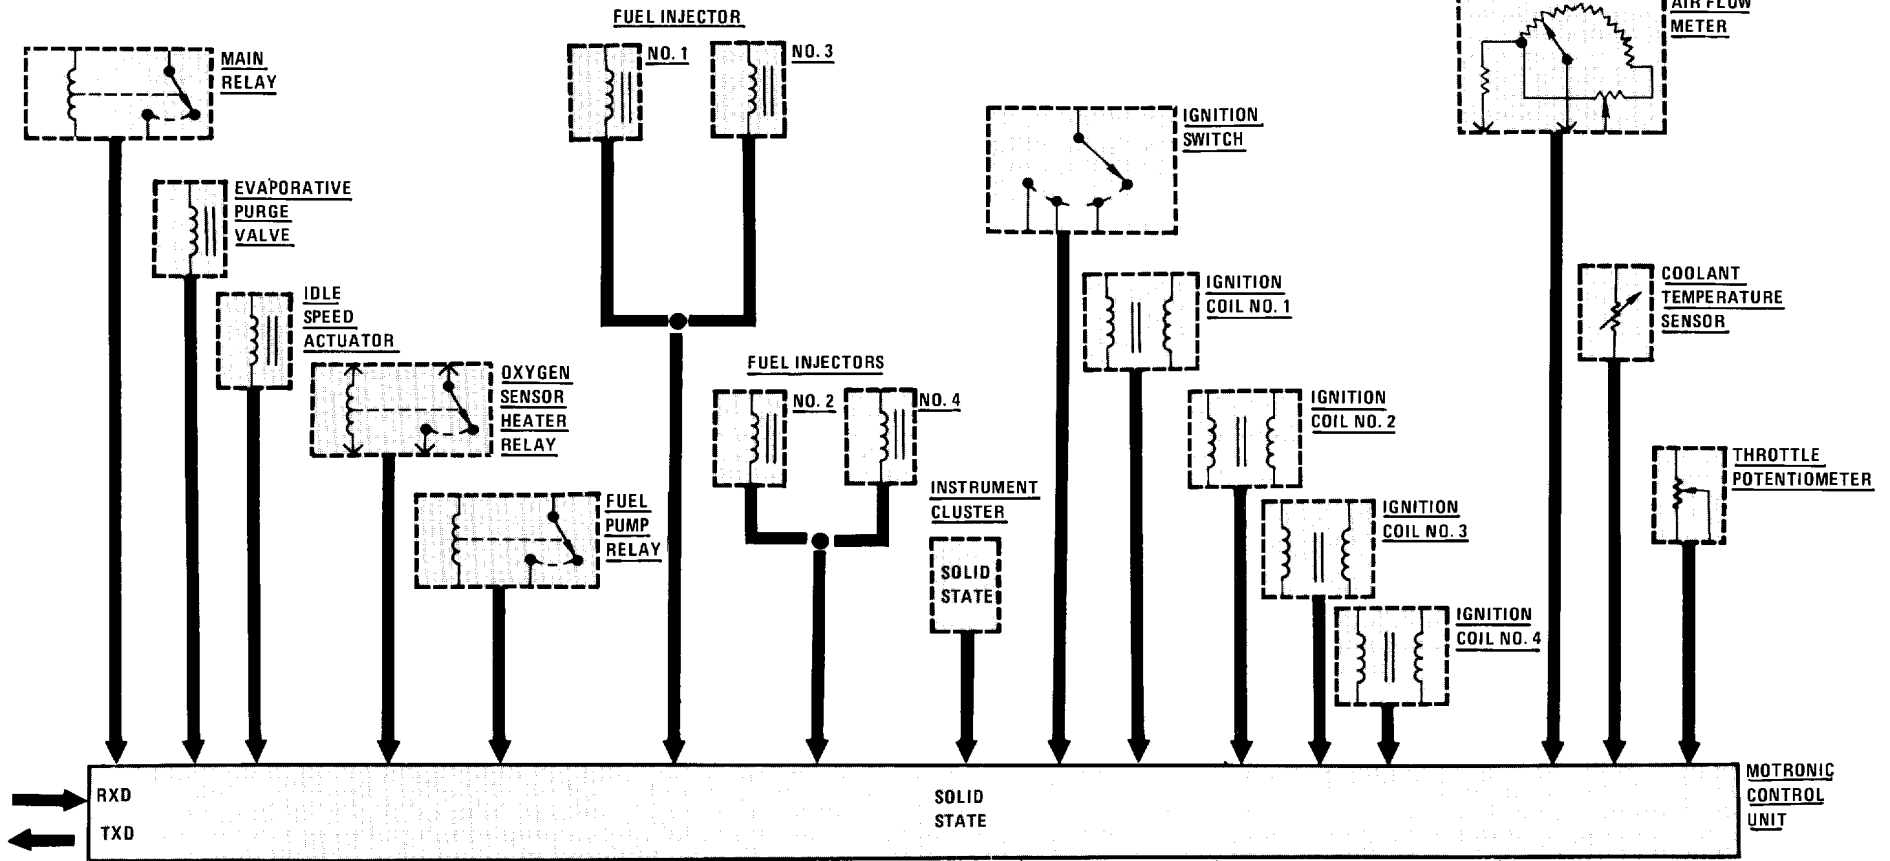 FUEL INJECTOR
NO. 1
NO. 3
MAIN
RELAY
AIR FLOW
METER
IGNITION
SWITCH
EVAPORATIVE
PURGE
VALVE
IDLE
SPEED
ACTUATOR
OXYGEN
SENSOR
HEATER
RELAY
FUEL
PUMP
RELAY
FUEL INJECTORS
NO. 2
NO. 4
INSTRUMENT
CLUSTER
SOLID
STATE
IGNITION
COIL NO. 1
IGNITION
COIL NO. 2
IGNITION
COIL NO. 3
IGNITION
COIL NO. 4
COOLANT
TEMPERATURE
SENSOR
THROTTLE
POTENTIOMETER
RXD
TXD
SOLID
STATE
MOTRONIC
CONTROL
UNIT